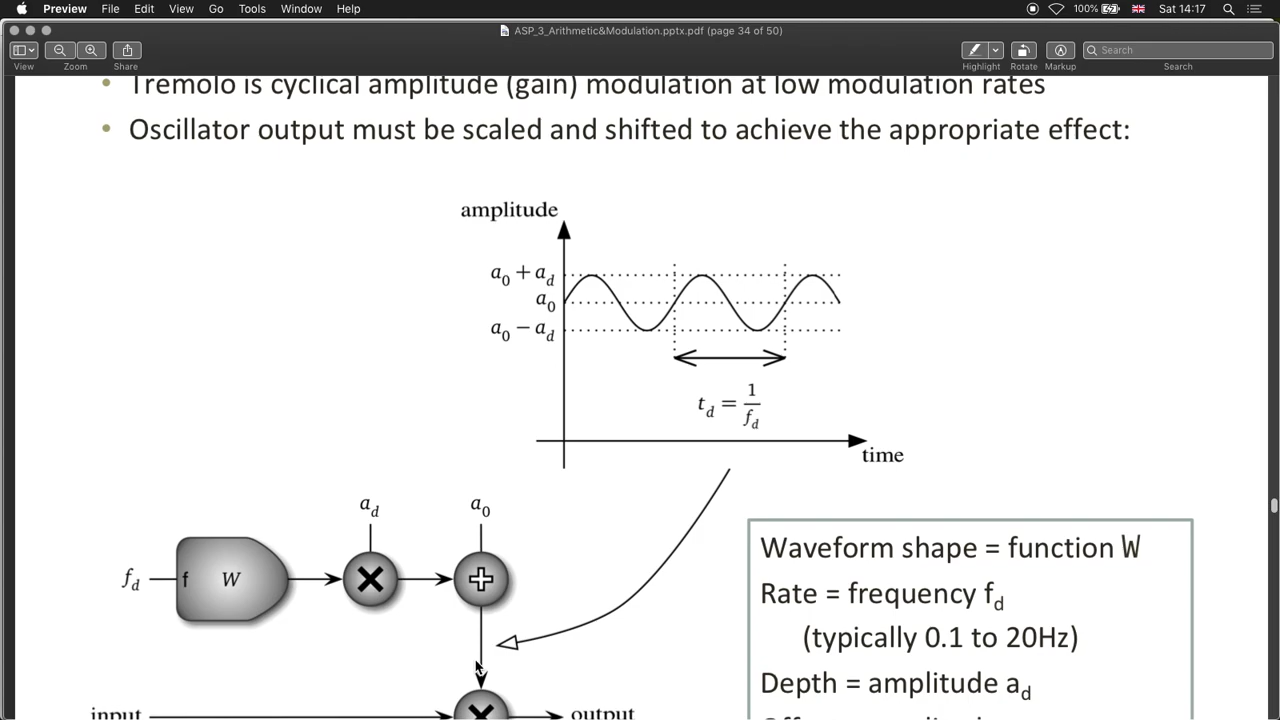 Preview File Edit View Go Tools Window Help 100% Sat 14:17
ASP_3_Arithmetic&Modulation.pptx.pdf (page 34 of 50)
View Zoom Share Highlight Rotate Markup Search
Search
• Tremolo is cyclical amplitude (gain) modulation at low modulation rates
• Oscillator output must be scaled and shifted to achieve the appropriate effect:
amplitude
a0 + ad
a0
a0 − ad
td = 1/fd
time
ad a0
fd f W
input output
Waveform shape = function W
Rate = frequency fd
(typically 0.1 to 20Hz)
Depth = amplitude ad